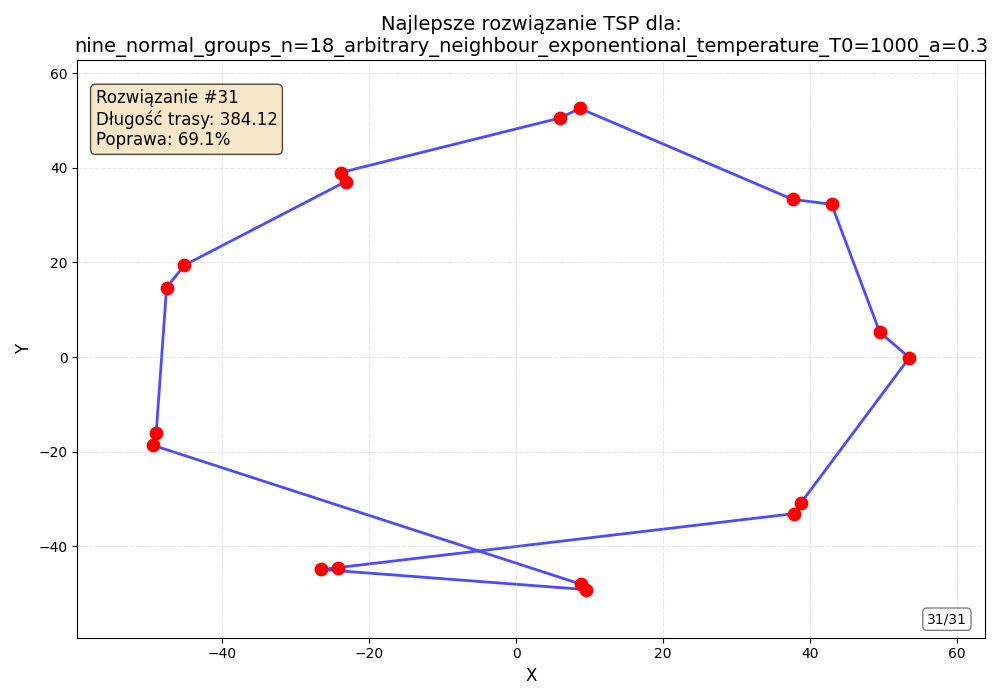 Najlepsze rozwiązanie TSP dla:
nine_normal_groups_n=18_arbitrary_neighbour_exponentional_temperature_T0=1000_a=0.3
Rozwiązanie #31
Długość trasy: 384.12
Poprawa: 69.1%
60
40
20
0
−20
−40
Y
31/31
−40
−20
0
20
40
60
X